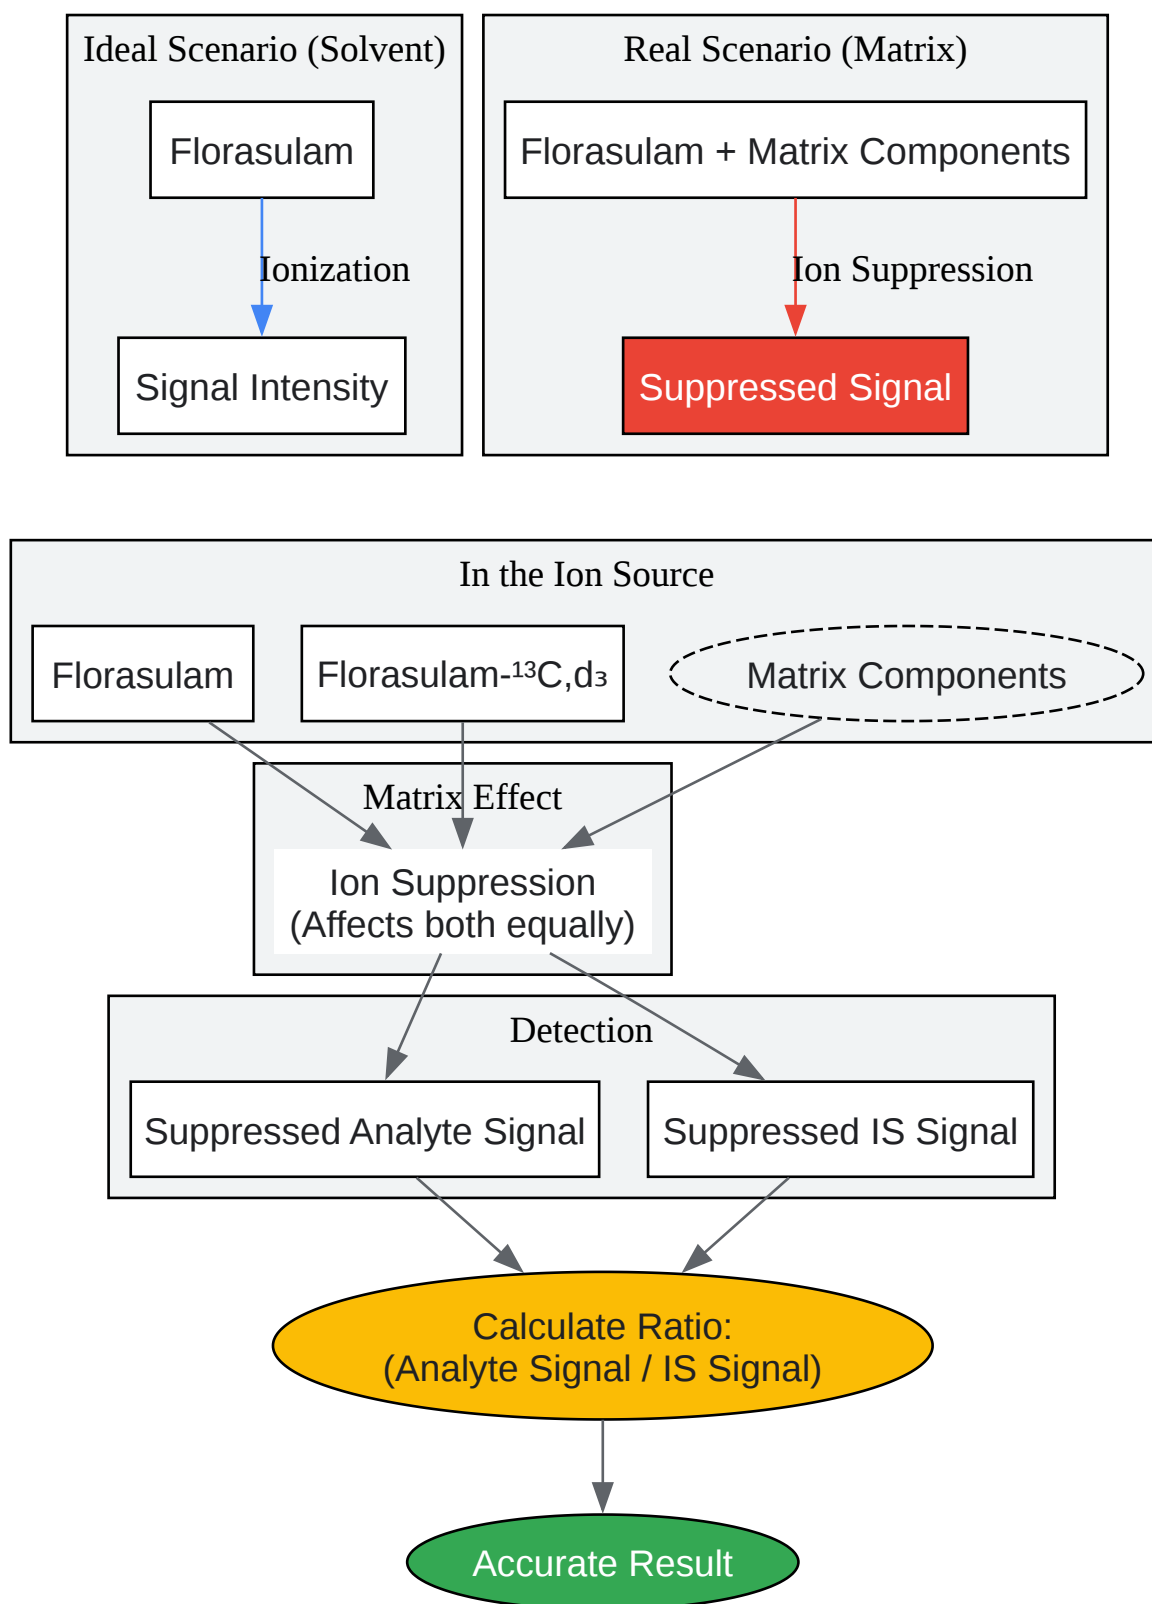 Ideal Scenario (Solvent)
Florasulam
Ionization
Signal Intensity
Real Scenario (Matrix)
Florasulam + Matrix Components
Ion Suppression
Suppressed Signal
In the Ion Source
Florasulam
Florasulam-¹³C,d₃
Matrix Components
Matrix Effect
Ion Suppression
(Affects both equally)
Detection
Suppressed Analyte Signal
Suppressed IS Signal
Calculate Ratio:
(Analyte Signal / IS Signal)
Accurate Result